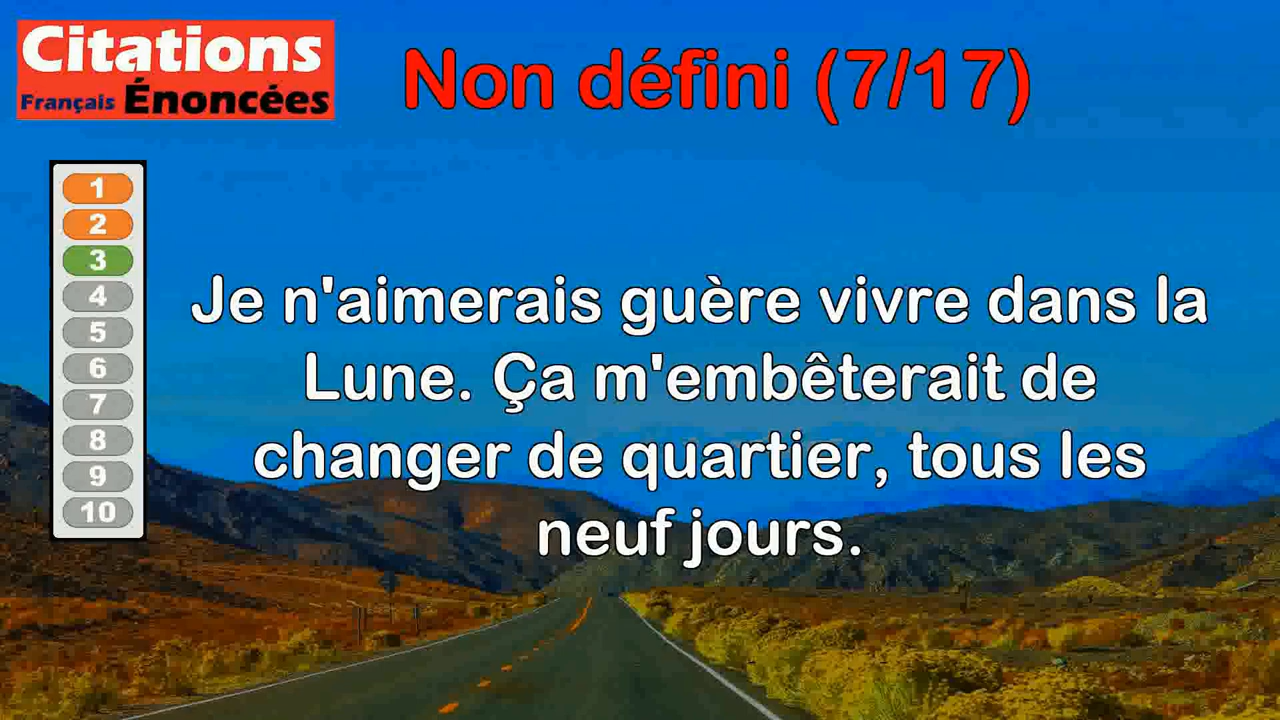 Citations
Français Énoncées
Non défini (7/17)
1
2
3
4
5
6
7
8
9
10
Je n'aimerais guère vivre dans la
Lune. Ça m'embêterait de
changer de quartier, tous les
neuf jours.